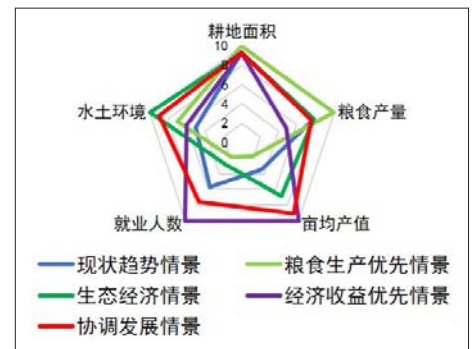 耕地面积
10
8
6
4
2
0
水土环境
粮食产量
就业人数
亩均产值
现状趋势情景
粮食生产优先情景
生态经济情景
经济收益优先情景
协调发展情景